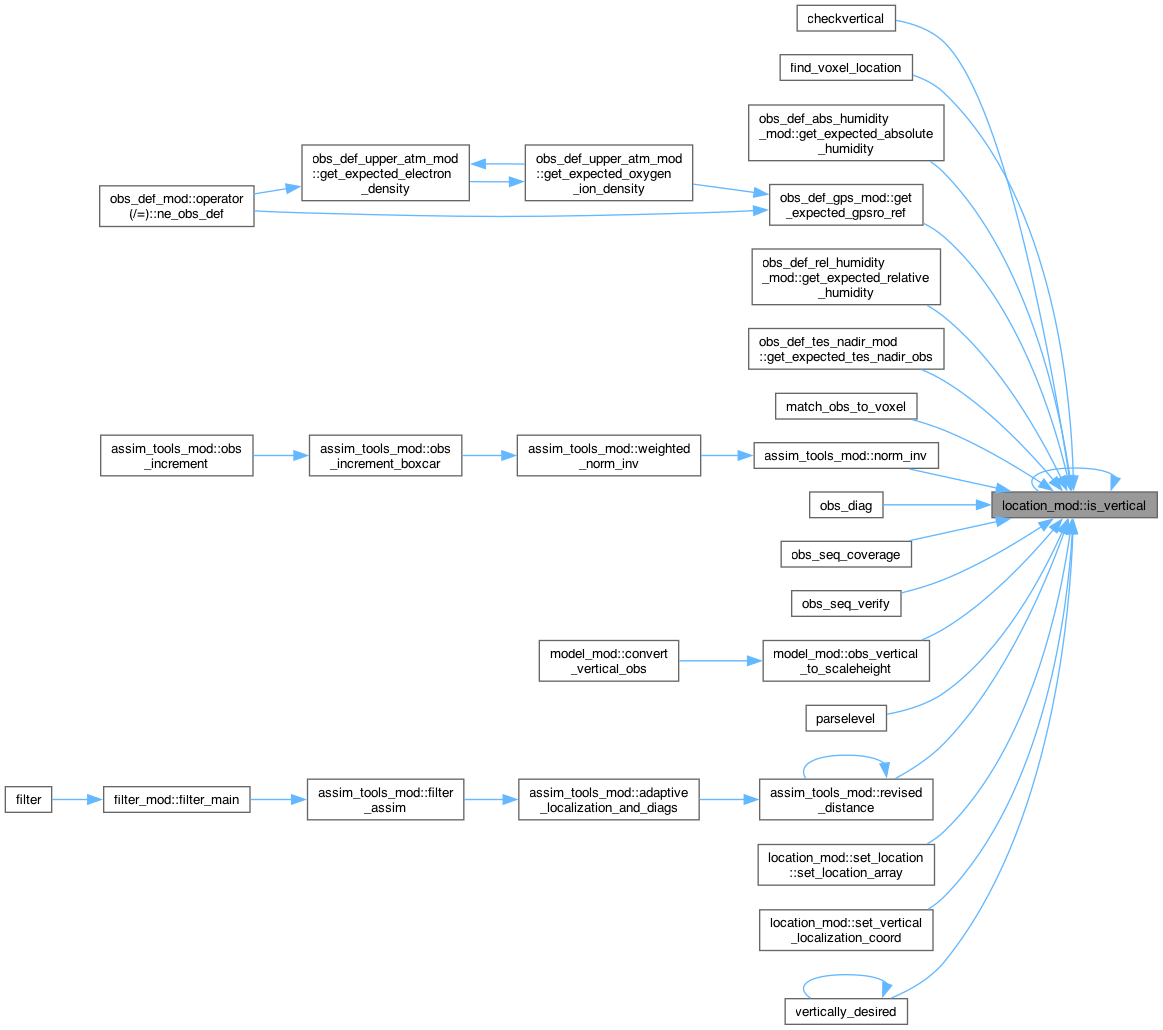 checkvertical
find_voxel_location
obs_def_abs_humidity
_mod::get_expected_absolute
_humidity
obs_def_upper_atm_mod
::get_expected_electron
_density
obs_def_upper_atm_mod
::get_expected_oxygen
_ion_density
obs_def_mod::operator
(/=)::ne_obs_def
obs_def_gps_mod::get
_expected_gpsro_ref
obs_def_rel_humidity
_mod::get_expected_relative
_humidity
obs_def_tes_nadir_mod
::get_expected_tes_nadir_obs
match_obs_to_voxel
assim_tools_mod::obs
_increment
assim_tools_mod::obs
_increment_boxcar
assim_tools_mod::weighted
_norm_inv
assim_tools_mod::norm_inv
obs_diag
location_mod::is_vertical
obs_seq_coverage
obs_seq_verify
model_mod::convert
_vertical_obs
model_mod::obs_vertical
_to_scaleheight
parselevel
filter
filter_mod::filter_main
assim_tools_mod::filter
_assim
assim_tools_mod::adaptive
_localization_and_diags
assim_tools_mod::revised
_distance
location_mod::set_location
::set_location_array
location_mod::set_vertical
_localization_coord
vertically_desired